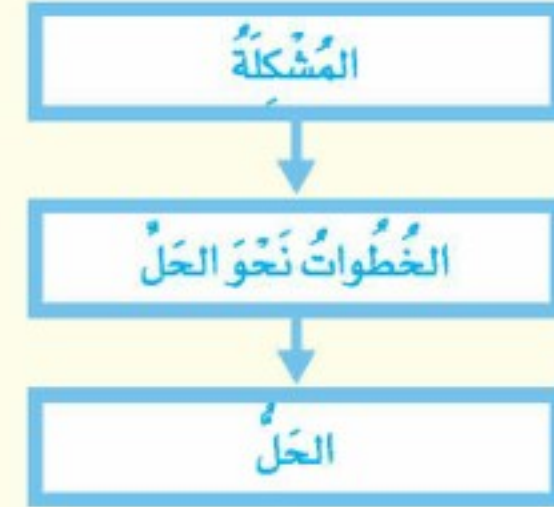 المُشْكِلَةُ
الخُطُواتُ نَحْوَ الحَلِّ
الحَلُّ